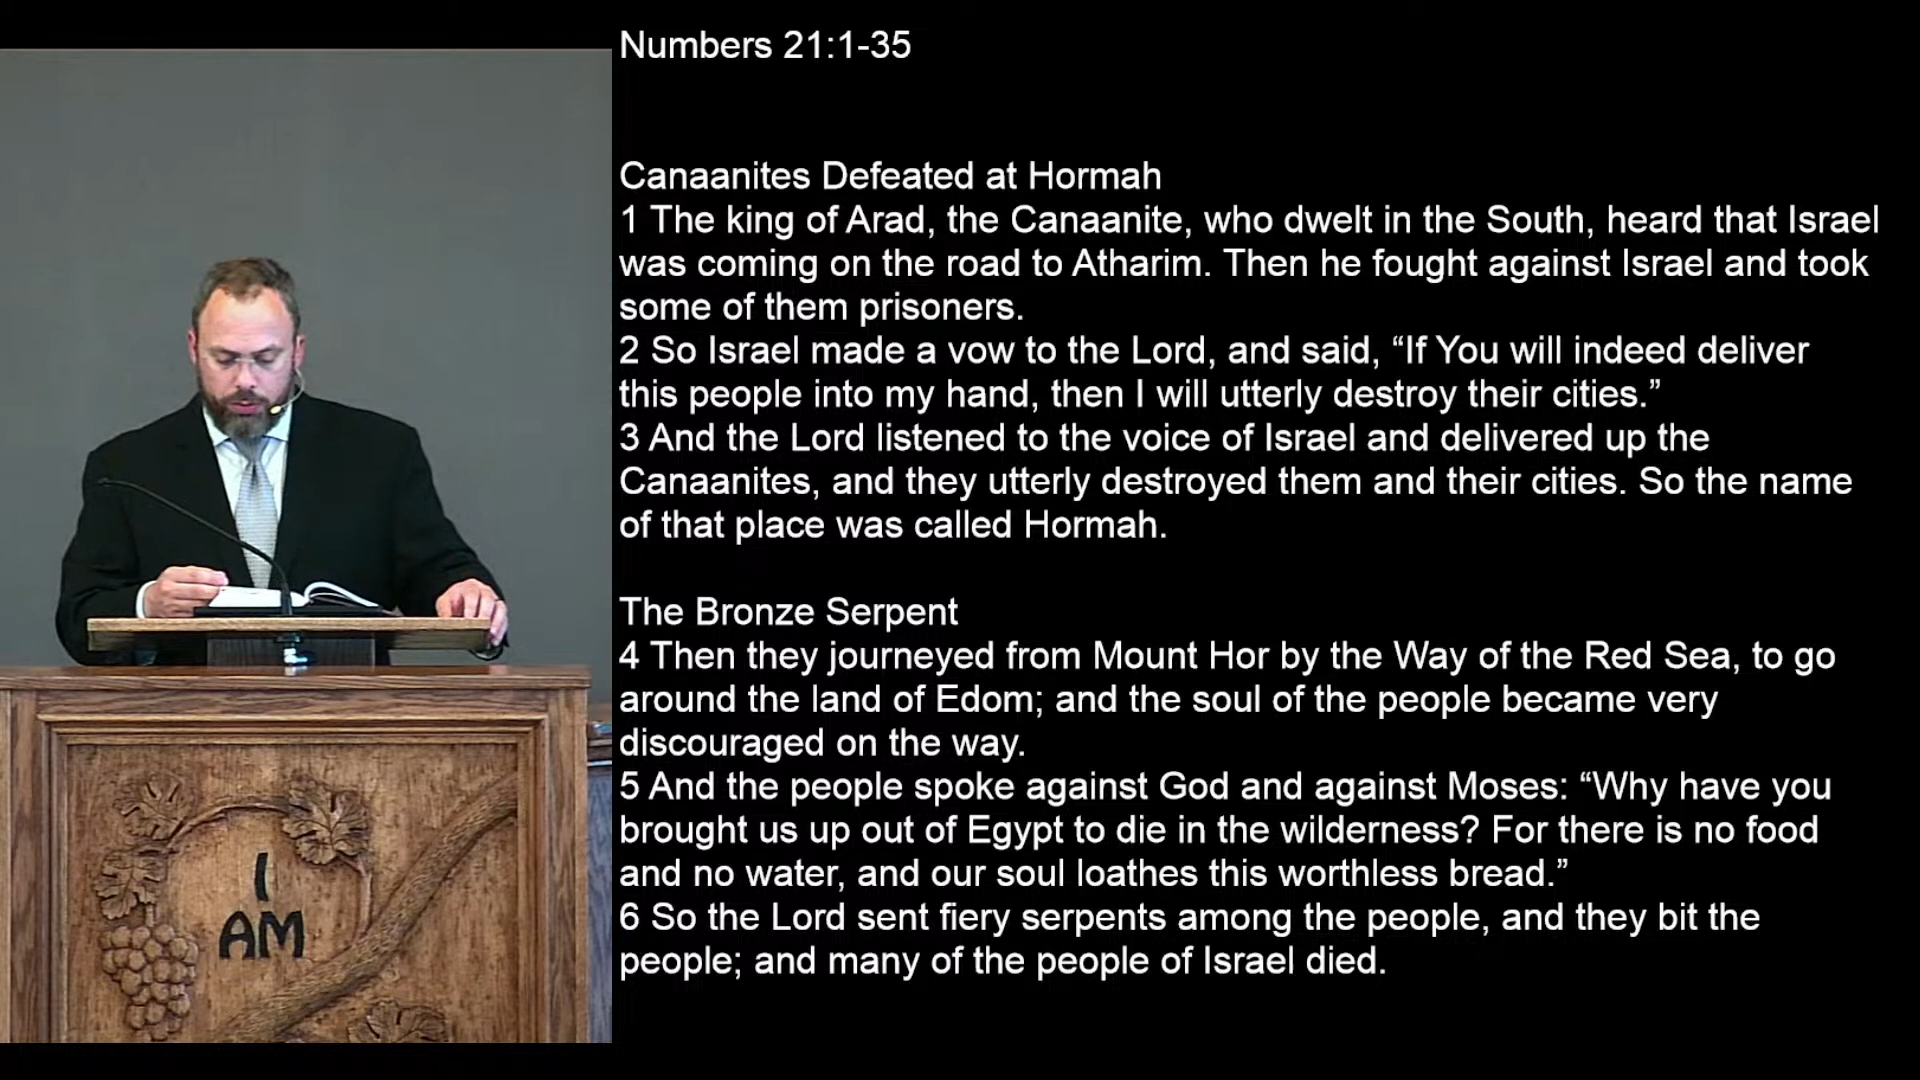 Numbers 21:1-35
Canaanites Defeated at Hormah
1 The king of Arad, the Canaanite, who dwelt in the South, heard that Israel
was coming on the road to Atharim. Then he fought against Israel and took
some of them prisoners.
2 So Israel made a vow to the Lord, and said, “If You will indeed deliver
this people into my hand, then I will utterly destroy their cities.”
3 And the Lord listened to the voice of Israel and delivered up the
Canaanites, and they utterly destroyed them and their cities. So the name
of that place was called Hormah.
The Bronze Serpent
4 Then they journeyed from Mount Hor by the Way of the Red Sea, to go
around the land of Edom; and the soul of the people became very
discouraged on the way.
5 And the people spoke against God and against Moses: “Why have you
brought us up out of Egypt to die in the wilderness? For there is no food
and no water, and our soul loathes this worthless bread.”
6 So the Lord sent fiery serpents among the people, and they bit the
people; and many of the people of Israel died.
I
AM